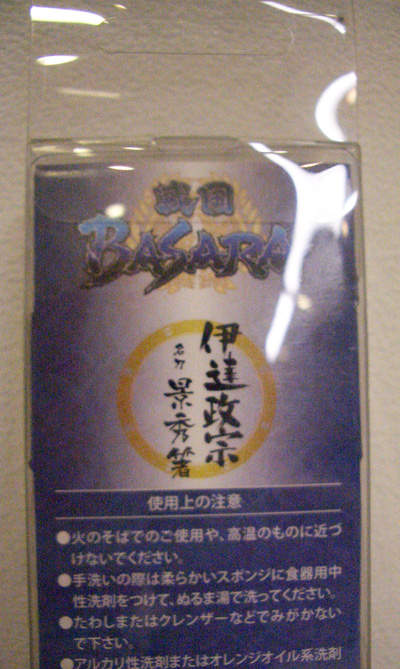 戦国
BASARA
伊達政宗
名刀
景秀箸
使用上の注意
●火のそばでのご使用や、高温のものに近づ
けないでください。
●手洗いの際は柔らかいスポンジに食器用中
性洗剤をつけて、ぬるま湯で洗ってください。
●たわしまたはクレンザーなどでみがかない
で下さい。
●アルカリ性洗剤またはオレンジオイル系洗剤